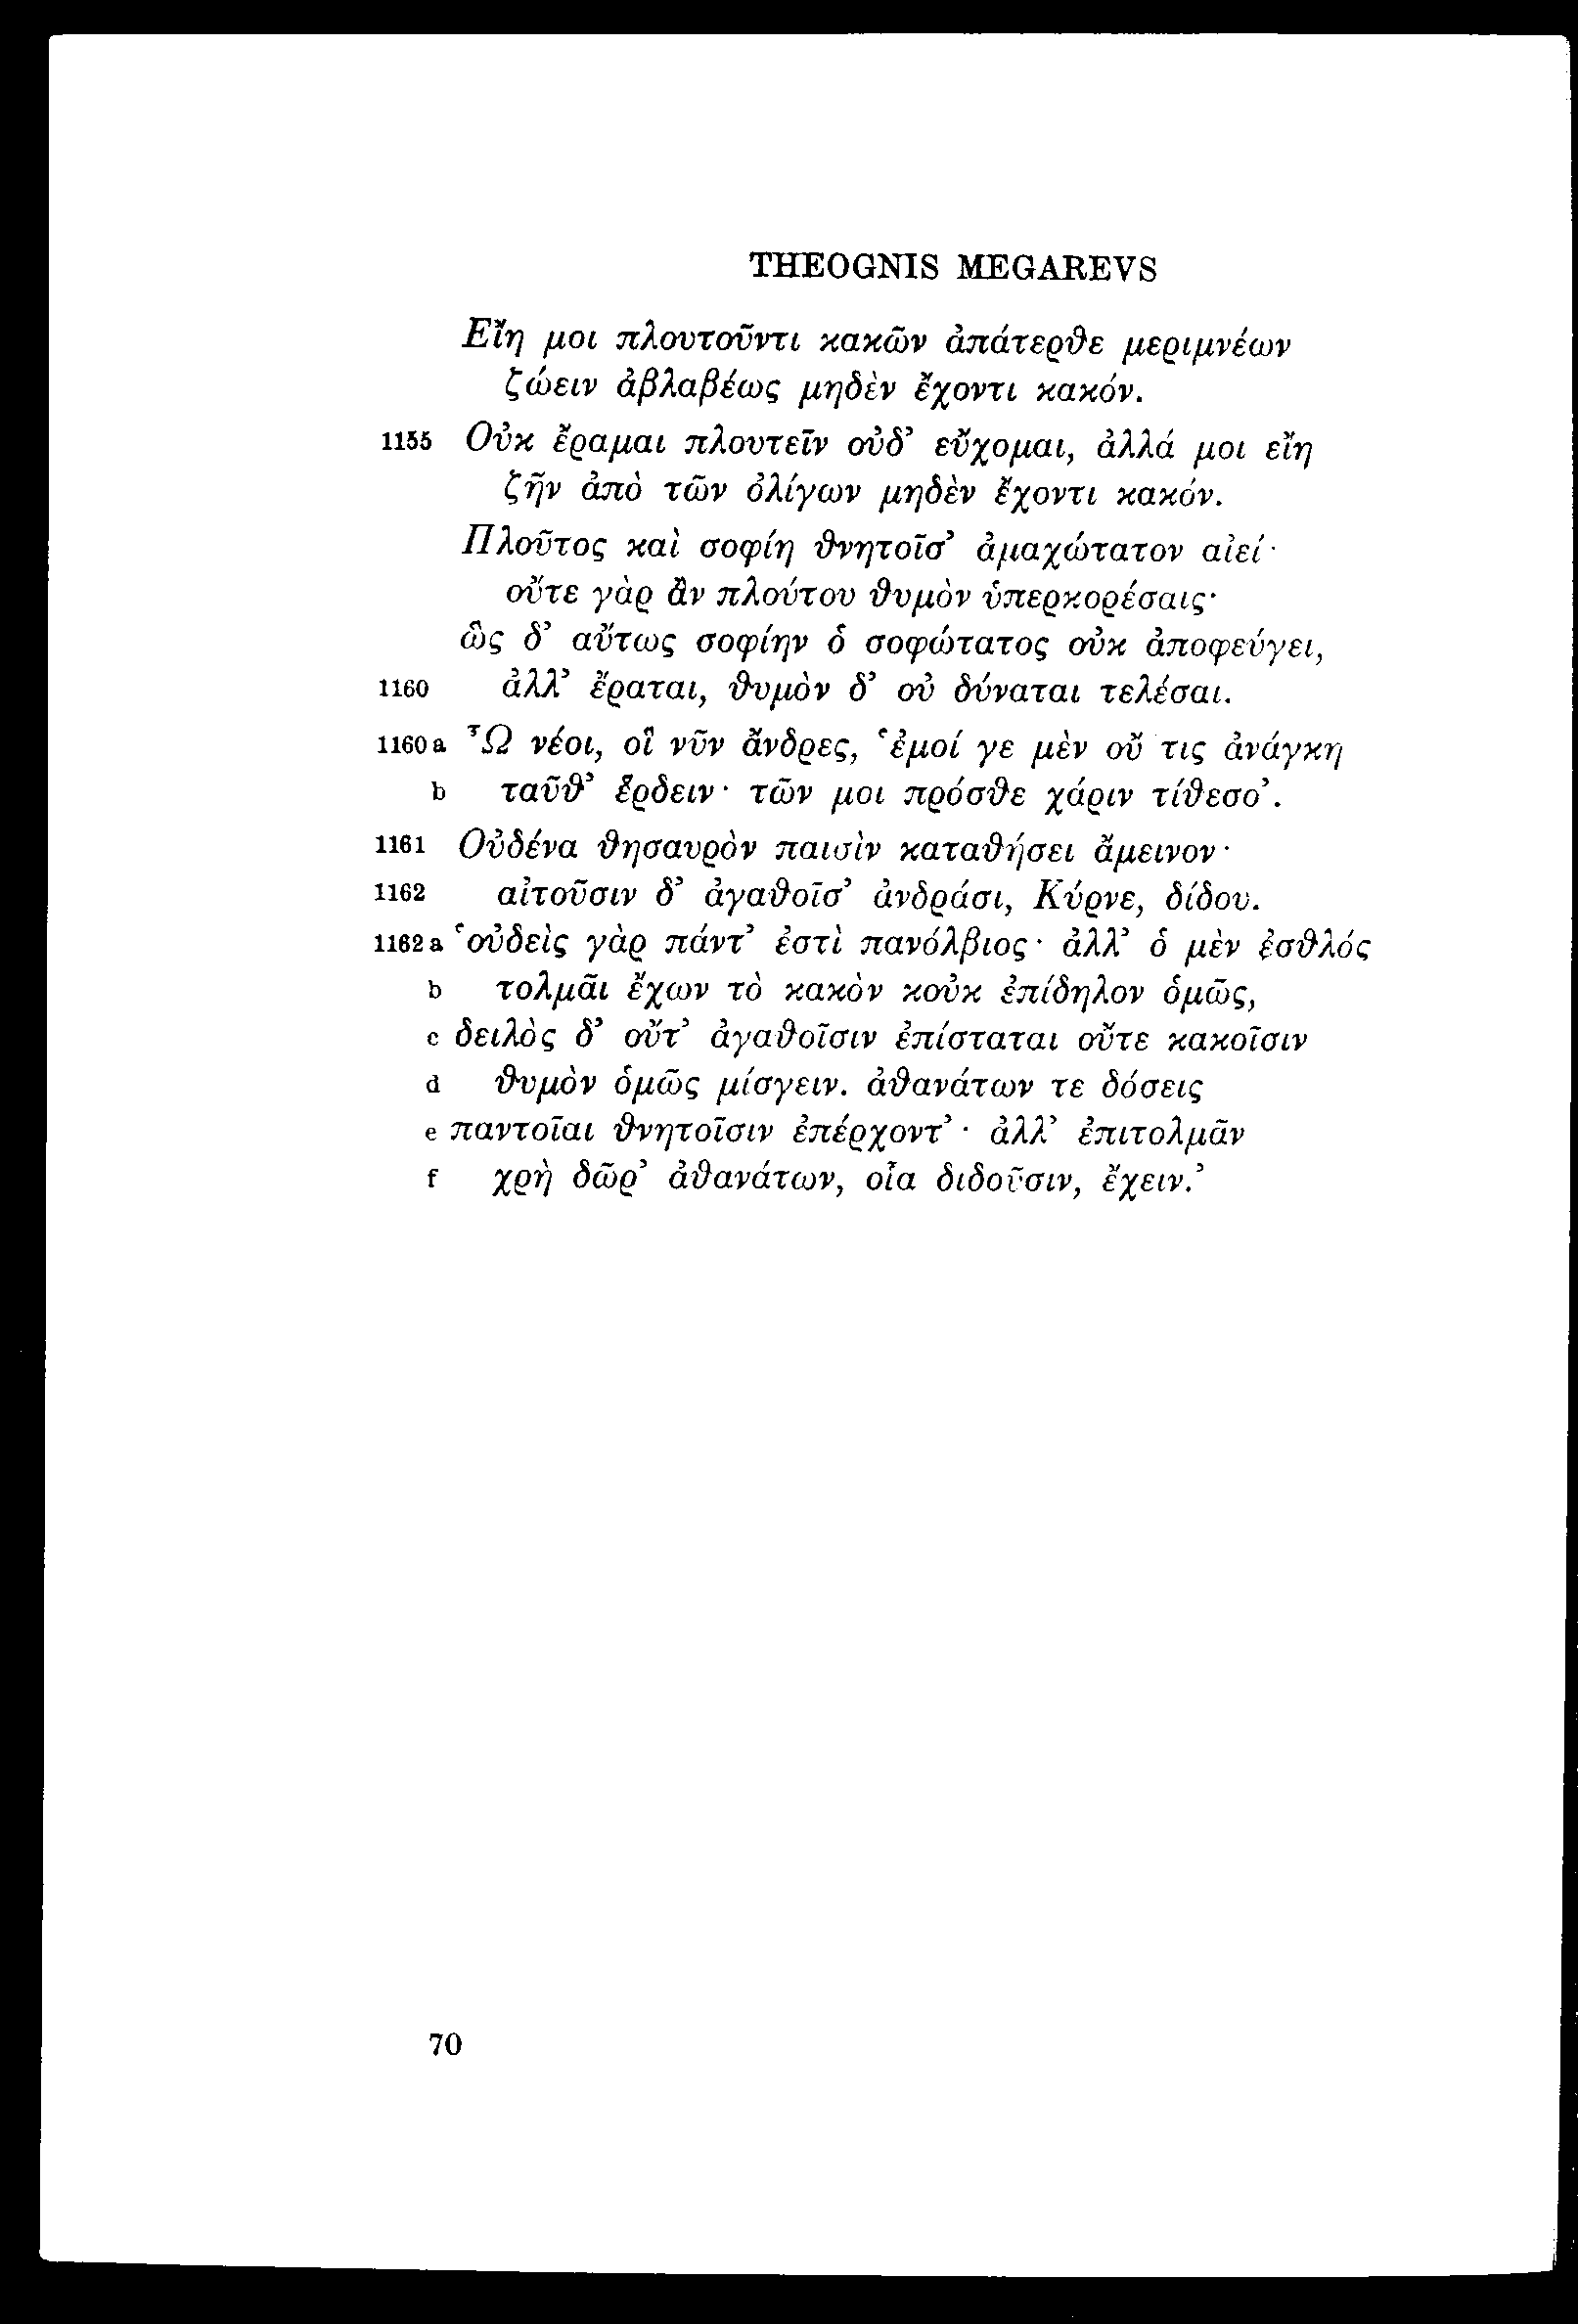 THEOGNIS MEGAREVS
Εἴη μοι πλουτοῦντι κακῶν ἀπάτερθε μεριμνέων
ζώειν ἀβλαβέως μηδὲν ἔχοντι κακόν.
1155 Οὐκ ἔραμαι πλουτεῖν οὐδ’ εὔχομαι, ἀλλά μοι εἴη
ζῆν ἀπὸ τῶν ὀλίγων μηδὲν ἔχοντι κακόν.
Πλοῦτος καὶ σοφίη θνητοῖσ’ ἀμαχώτατον αἰεί·
οὔτε γὰρ ἂν πλούτου θυμὸν ὑπερκορέσαις·
ὣς δ’ αὔτως σοφίην ὁ σοφώτατος οὐκ ἀποφεύγει,
1160 ἀλλ’ ἔραται, θυμὸν δ’ οὐ δύναται τελέσαι.
1160a Ὦ νέοι, οἳ νῦν ἄνδρες, ‘ἐμοί γε μὲν οὔ τις ἀνάγκη
b ταῦθ’ ἔρδειν· τῶν μοι πρόσθε χάριν τίθεσο’.
1161 Οὐδένα θησαυρὸν παισὶν καταθήσει ἄμεινον·
1162 αἰτοῦσιν δ’ ἀγαθοῖσ’ ἀνδράσι, Κύρνε, δίδου.
1162a ‘οὐδεὶς γὰρ πάντ’ ἐστὶ πανόλβιος· ἀλλ’ ὁ μὲν ἐσθλός
b τολμᾶι ἔχων τὸ κακὸν κοὐκ ἐπίδηλον ὁμῶς,
c δειλὸς δ’ οὔτ’ ἀγαθοῖσιν ἐπίσταται οὔτε κακοῖσιν
d θυμὸν ὁμῶς μίσγειν. ἀθανάτων τε δόσεις
e παντοῖαι θνητοῖσιν ἐπέρχοντ’· ἀλλ’ ἐπιτολμᾶν
f χρὴ δῶρ’ ἀθανάτων, οἷα διδοῦσιν, ἔχειν.’
70